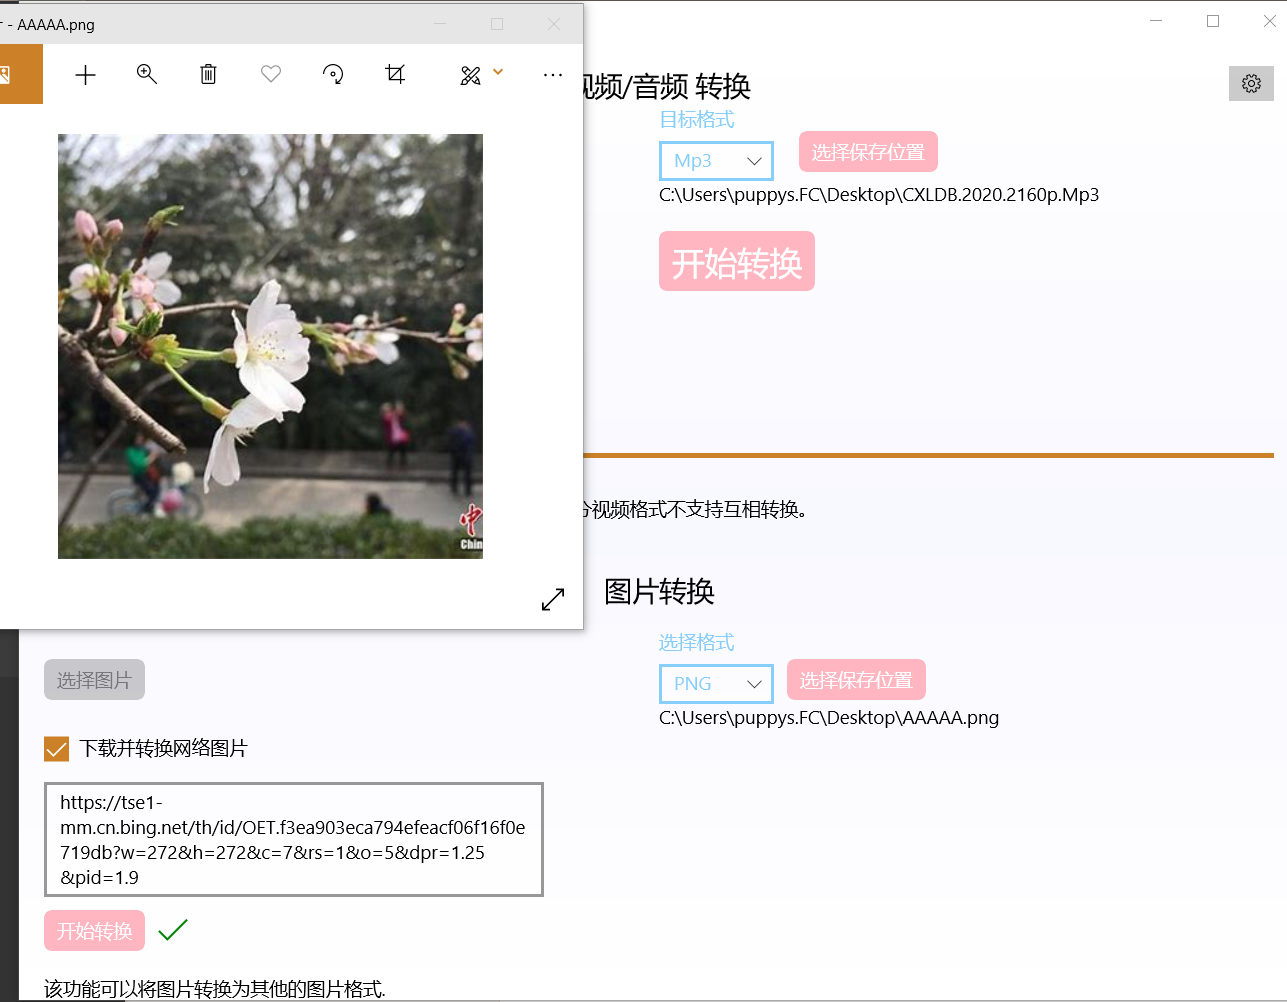 - AAAAA.png
视频/音频 转换
目标格式
Mp3
选择保存位置
C:\Users\puppys.FC\Desktop\CXLDB.2020.2160p.Mp3
开始转换
中
Chin
视频格式不支持互相转换。
图片转换
选择格式
PNG
选择保存位置
C:\Users\puppys.FC\Desktop\AAAAA.png
选择图片
下载并转换网络图片
https://tse1-
mm.cn.bing.net/th/id/OET.f3ea903eca794efeacf06f16f0e
719db?w=272&h=272&c=7&rs=1&o=5&dpr=1.25
&pid=1.9
开始转换
该功能可以将图片转换为其他的图片格式.